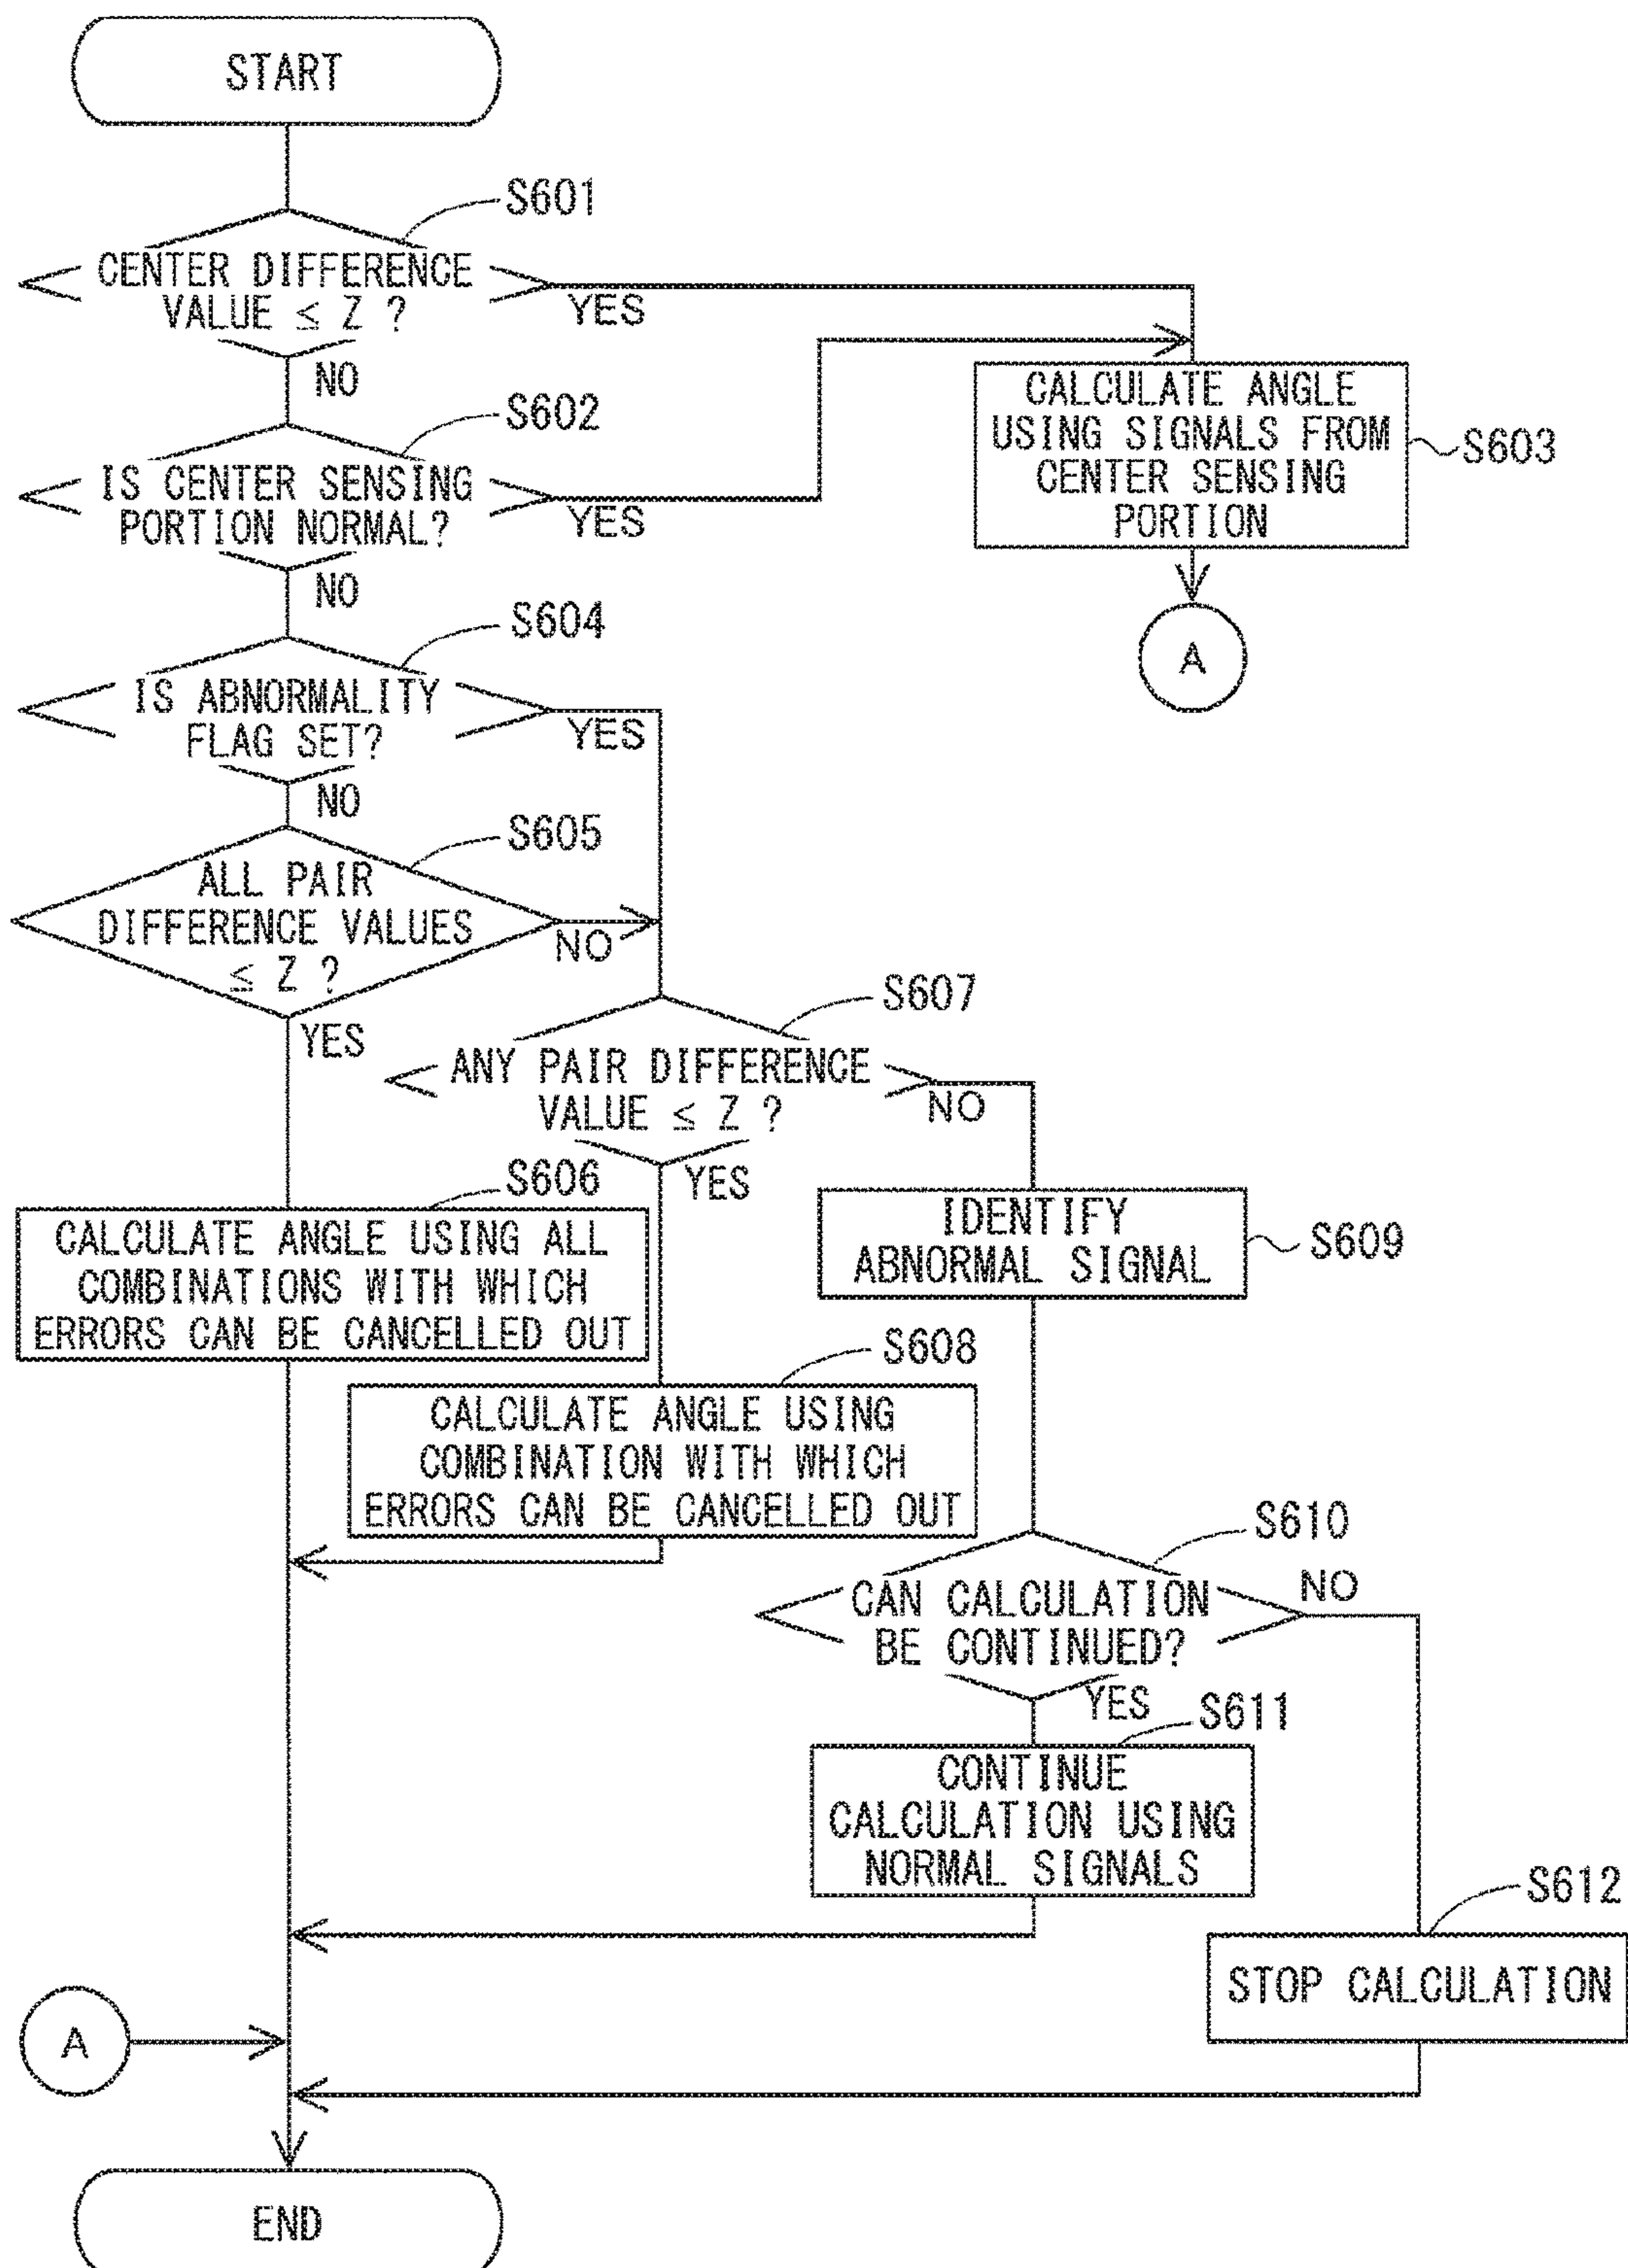 START
S601
CENTER DIFFERENCE
VALUE ≤ Z ?
YES
NO
S602
IS CENTER SENSING
PORTION NORMAL?
YES
NO
CALCULATE ANGLE
USING SIGNALS FROM
CENTER SENSING
PORTION
S603
A
S604
IS ABNORMALITY
FLAG SET?
YES
NO
S605
ALL PAIR
DIFFERENCE VALUES
≤ Z ?
NO
YES
S607
ANY PAIR DIFFERENCE
VALUE ≤ Z ?
NO
YES
S606
CALCULATE ANGLE USING ALL
COMBINATIONS WITH WHICH
ERRORS CAN BE CANCELLED OUT
IDENTIFY
ABNORMAL SIGNAL
S609
S608
CALCULATE ANGLE USING
COMBINATION WITH WHICH
ERRORS CAN BE CANCELLED OUT
S610
CAN CALCULATION
BE CONTINUED?
NO
YES
S611
CONTINUE
CALCULATION USING
NORMAL SIGNALS
S612
STOP CALCULATION
A
END